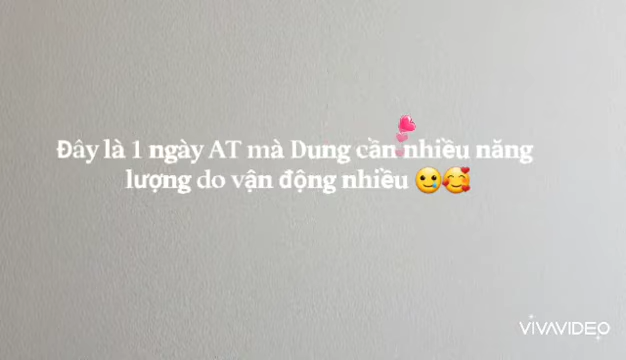 Đây là 1 ngày AT mà Dung cần nhiều năng
lượng do vận động nhiều 🥲🥰
VIVAVIDEO